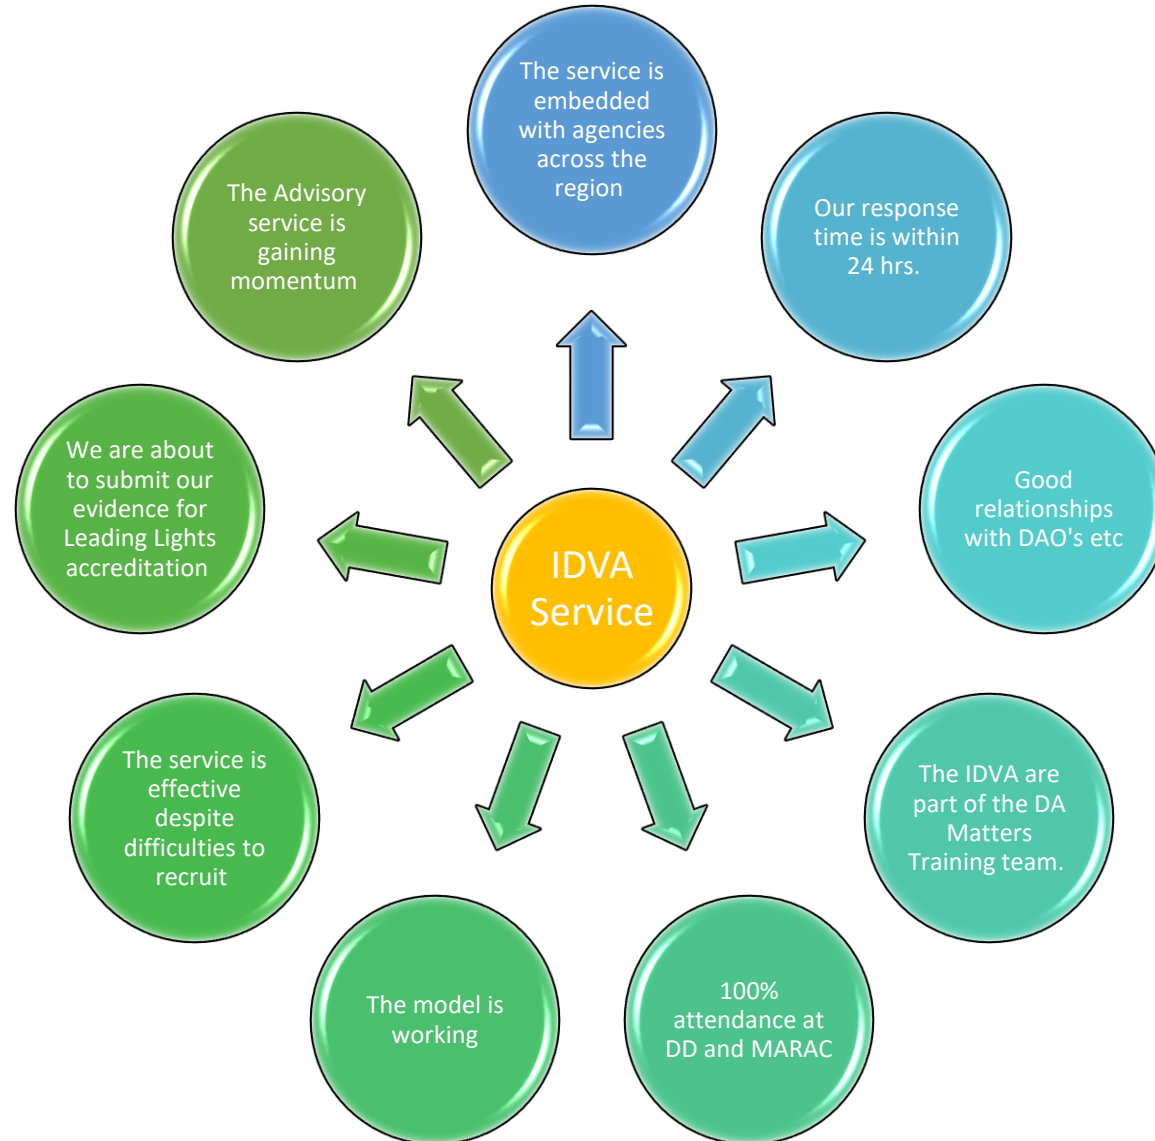 The service is
embedded
with agencies
across the
region
Our response
time is within
24 hrs.
Good
relationships
with DAO's etc
The IDVA are
part of the DA
Matters
Training team.
100%
attendance at
DD and MARAC
The model is
working
The service is
effective
despite
difficulties to
recruit
We are about
to submit our
evidence for
Leading Lights
accreditation
The Advisory
service is
gaining
momentum
IDVA
Service